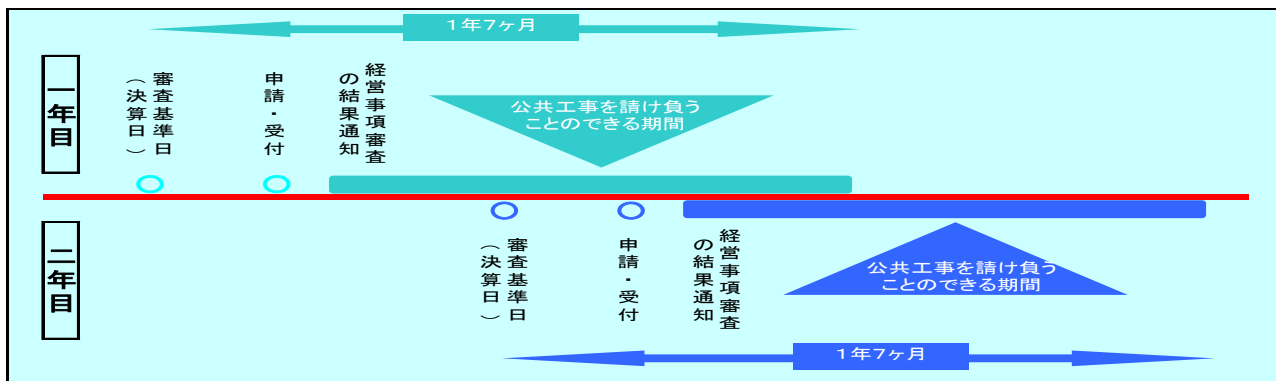 1年7ヶ月
一年目
審査基準日
（決算日）
申請・受付
経営事項審査
の結果通知
公共工事を請け負う
ことのできる期間
二年目
審査基準日
（決算日）
申請・受付
経営事項審査
の結果通知
公共工事を請け負う
ことのできる期間
1年7ヶ月